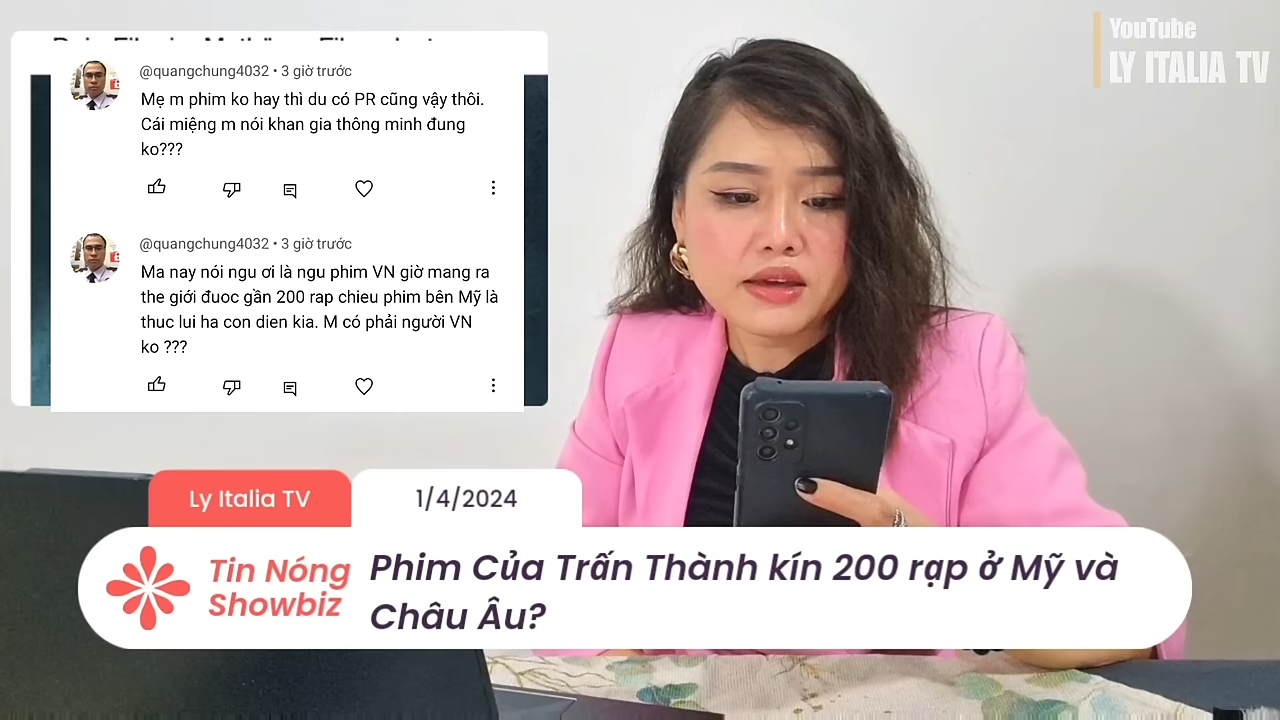 YouTube
LY ITALIA TV
@quangchung4032 • 3 giờ trước
Mẹ m phim ko hay thì du có PR cũng vậy thôi.
Cái miệng m nói khan gia thông minh đung
ko???
@quangchung4032 • 3 giờ trước
Ma nay nói ngu ơi là ngu phim VN giờ mang ra
the giới đuoc gần 200 rap chieu phim bên Mỹ là
thuc lui ha con dien kia. M có phải người VN
ko ???
Ly Italia TV
1/4/2024
Tin Nóng
Showbiz
Phim Của Trấn Thành kín 200 rạp ở Mỹ và
Châu Âu?